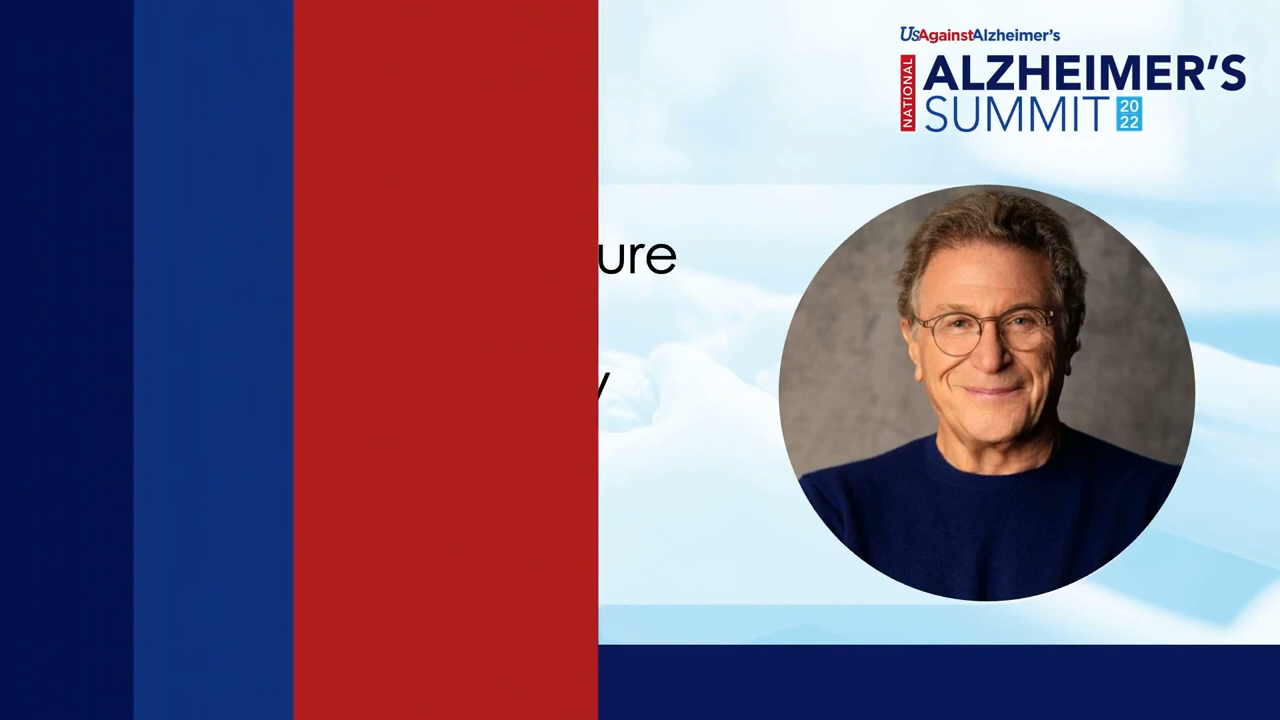 UsAgainstAlzheimer's
NATIONAL
ALZHEIMER'S
SUMMIT 20
22
ure
y